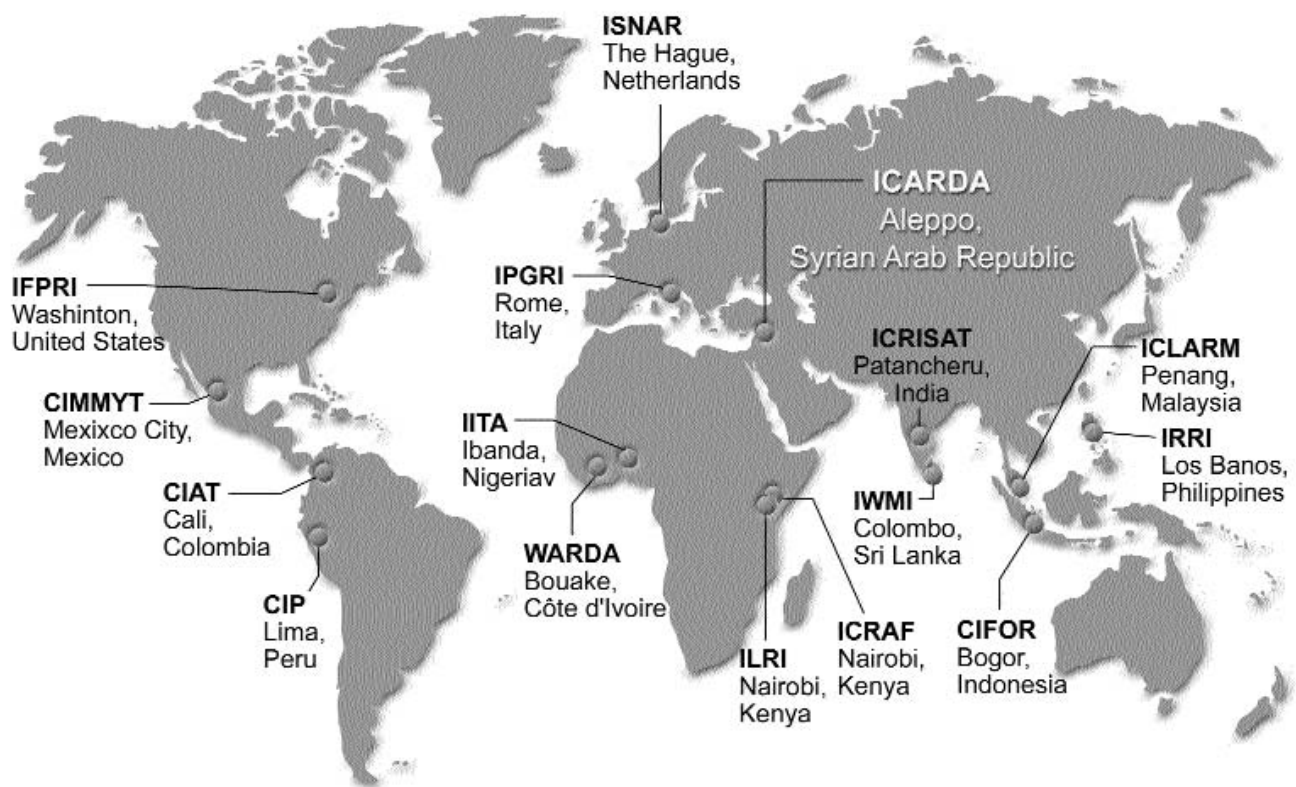 ISNAR
The Hague,
Netherlands
ICARDA
Aleppo,
Syrian Arab Republic
IFPRI
Washinton,
United States
IPGRI
Rome,
Italy
ICRISAT
Patancheru,
India
ICLARM
Penang,
Malaysia
CIMMYT
Mexixco City,
Mexico
IITA
Ibanda,
Nigeriav
IRRI
Los Banos,
Philippines
CIAT
Cali,
Colombia
IWMI
Colombo,
Sri Lanka
WARDA
Bouake,
Côte d'Ivoire
CIP
Lima,
Peru
ILRI
Nairobi,
Kenya
ICRAF
Nairobi,
Kenya
CIFOR
Bogor,
Indonesia